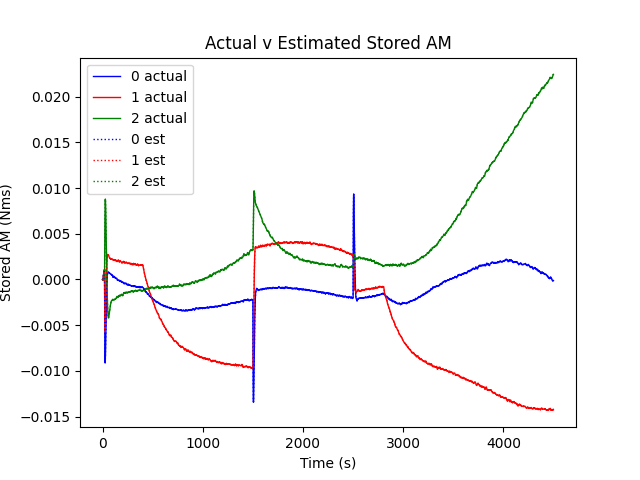 Actual v Estimated Stored AM
0 actual
1 actual
2 actual
0 est
1 est
2 est
0.020
0.015
0.010
0.005
0.000
−0.005
−0.010
−0.015
Stored AM (Nms)
0
1000
2000
3000
4000
Time (s)